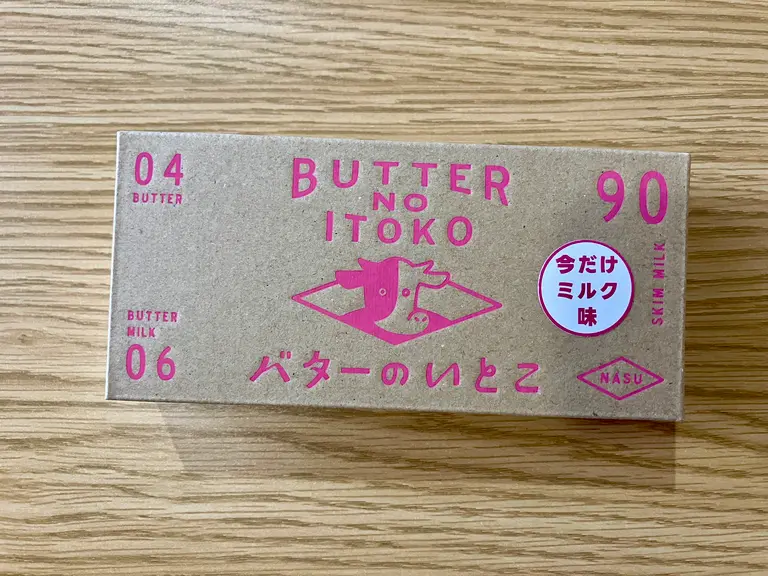 04
BUTTER
BUTTER
NO
ITOKO
90
SKIM MILK
今だけ
ミルク
味
BUTTER
MILK
06
バターのいとこ
NASU